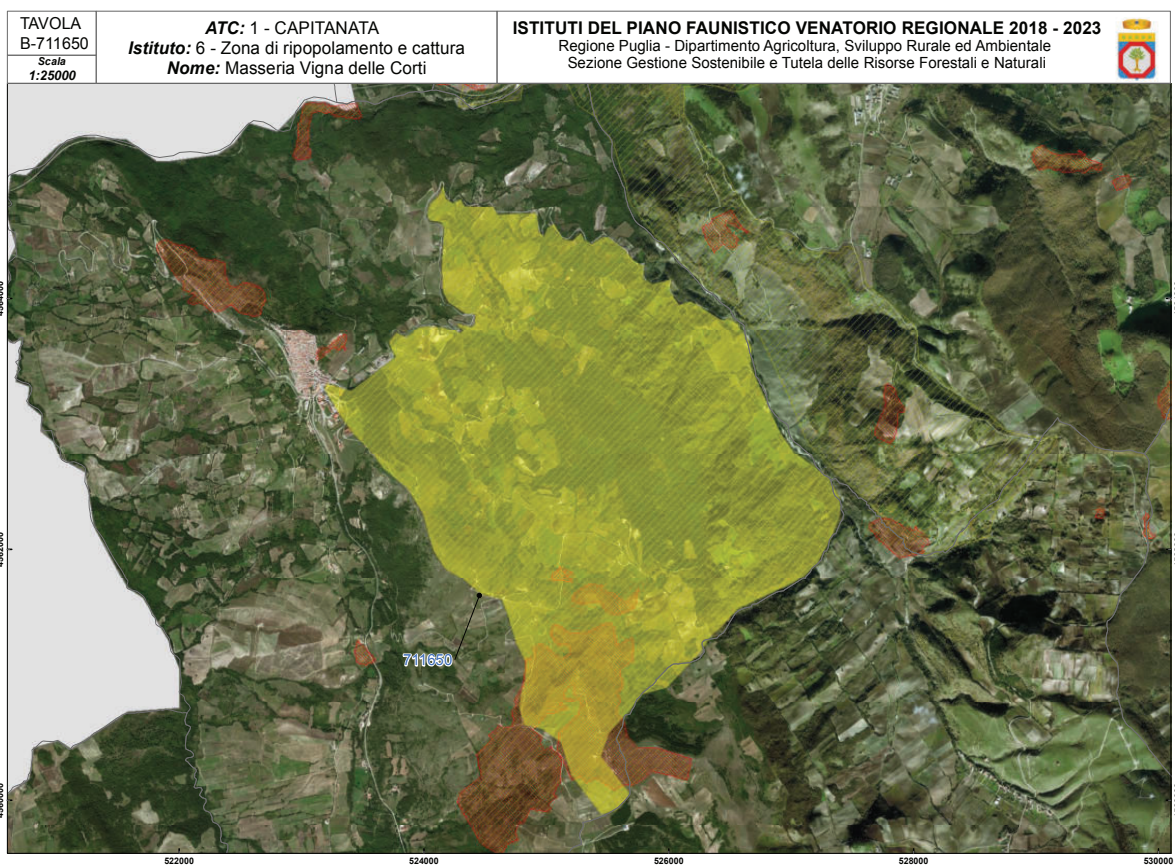 TAVOLA
B-711650
Scala
1:25000
ATC: 1 - CAPITANATA
Istituto: 6 - Zona di ripopolamento e cattura
Nome: Masseria Vigna delle Corti
ISTITUTI DEL PIANO FAUNISTICO VENATORIO REGIONALE 2018 - 2023
Regione Puglia - Dipartimento Agricoltura, Sviluppo Rurale ed Ambientale
Sezione Gestione Sostenibile e Tutela delle Risorse Forestali e Naturali
711650
522000
524000
526000
528000
530000